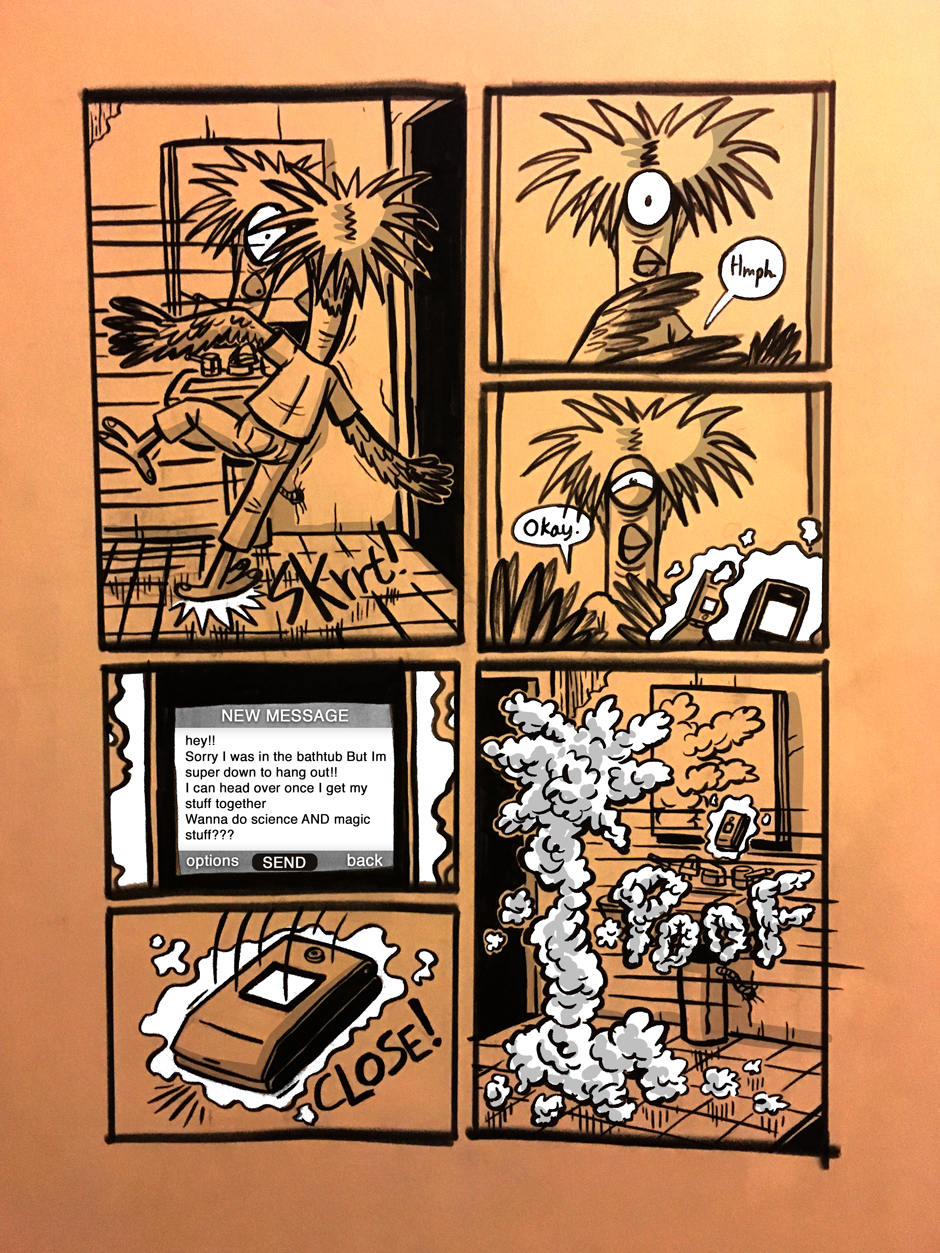 Skrrt!
Hmph
Okay!
NEW MESSAGE
hey!!
Sorry I was in the bathtub But Im
super down to hang out!!
I can head over once I get my
stuff together
Wanna do science AND magic
stuff???
options SEND back
CLOSE!
POOF